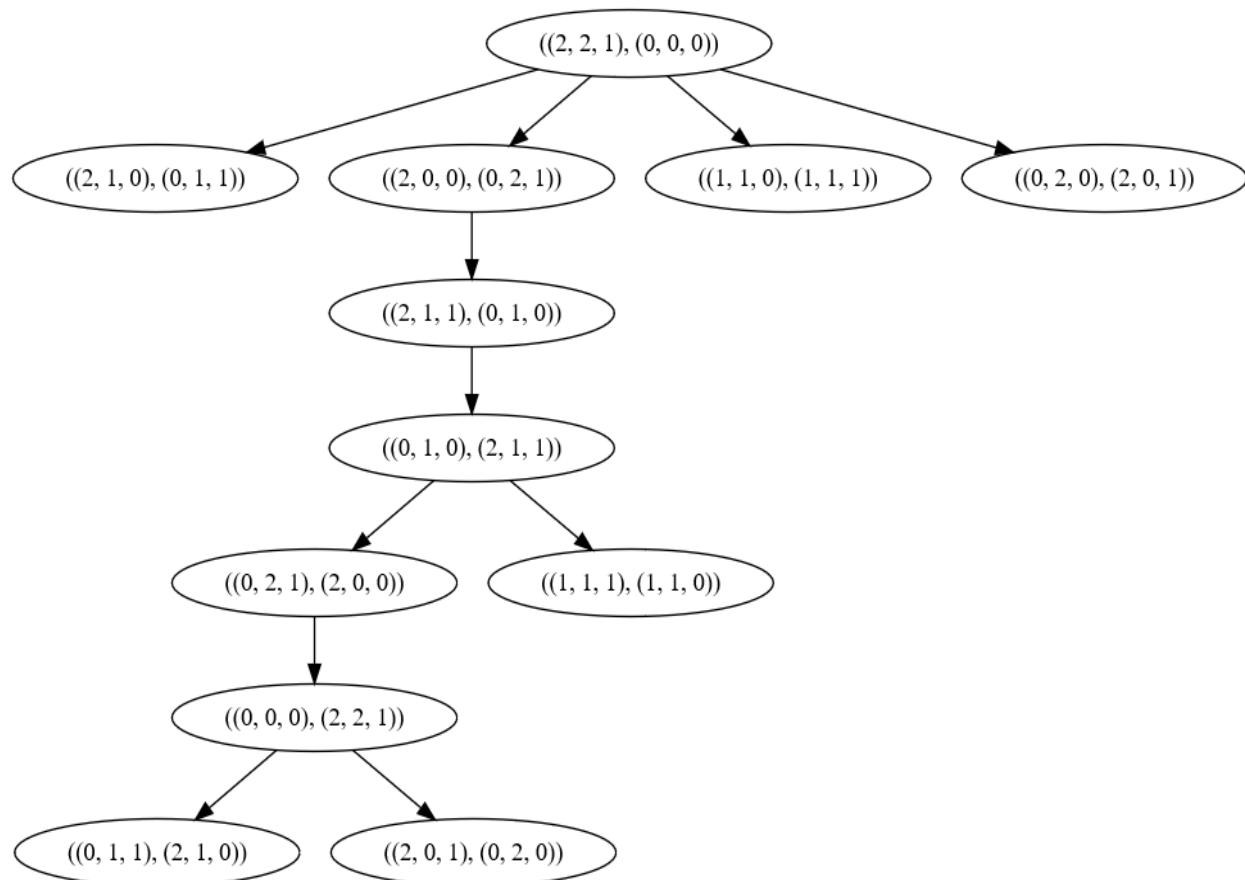 ((2, 2, 1), (0, 0, 0))
((2, 1, 0), (0, 1, 1))
((2, 0, 0), (0, 2, 1))
((1, 1, 0), (1, 1, 1))
((0, 2, 0), (2, 0, 1))
((2, 1, 1), (0, 1, 0))
((0, 1, 0), (2, 1, 1))
((0, 2, 1), (2, 0, 0))
((1, 1, 1), (1, 1, 0))
((0, 0, 0), (2, 2, 1))
((0, 1, 1), (2, 1, 0))
((2, 0, 1), (0, 2, 0))